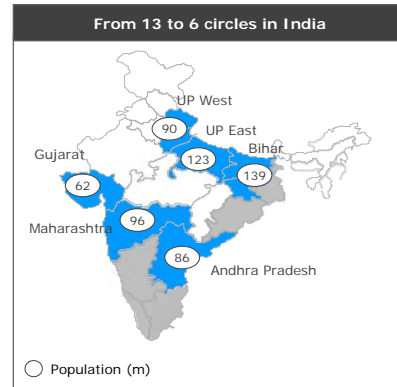 From 13 to 6 circles in India
UP West
90
UP East
Bihar
Gujarat
123
139
62
96
Maharashtra
86
Andhra Pradesh
Population (m)